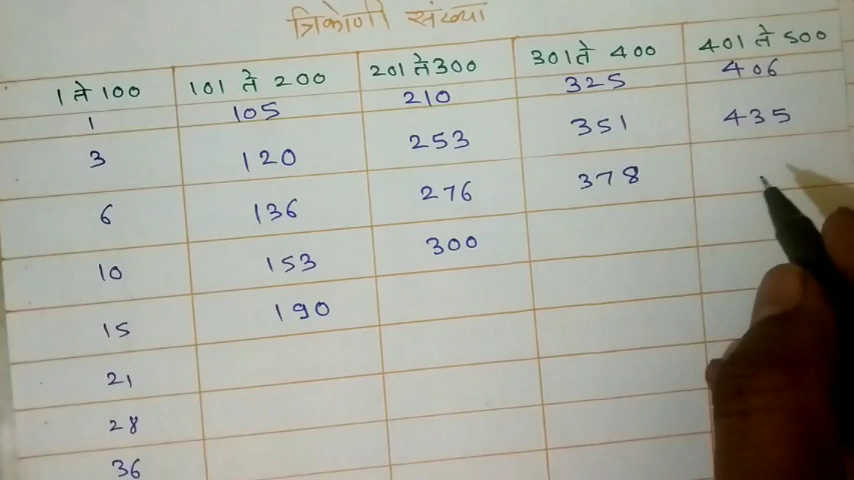 त्रिकोणी संख्या
1 ते 100 101 ते 200 201 ते 300 301 ते 400 401 ते 500
1 105 210 325 406
3 120 253 351 435
6 136 276 378
10 153 300
15 190
21
28
36